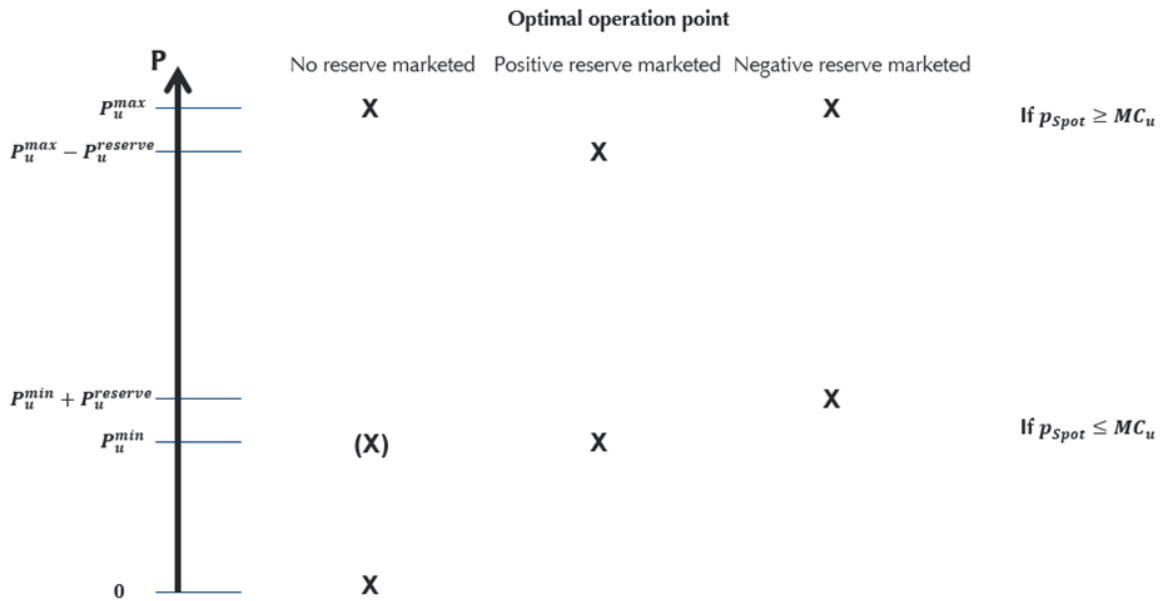 Optimal operation point
P
No reserve marketed Positive reserve marketed Negative reserve marketed
P_u^max X X If p_Spot ≥ MC_u
P_u^max − P_u^reserve X
P_u^min + P_u^reserve X
P_u^min (X) X If p_Spot ≤ MC_u
0 X